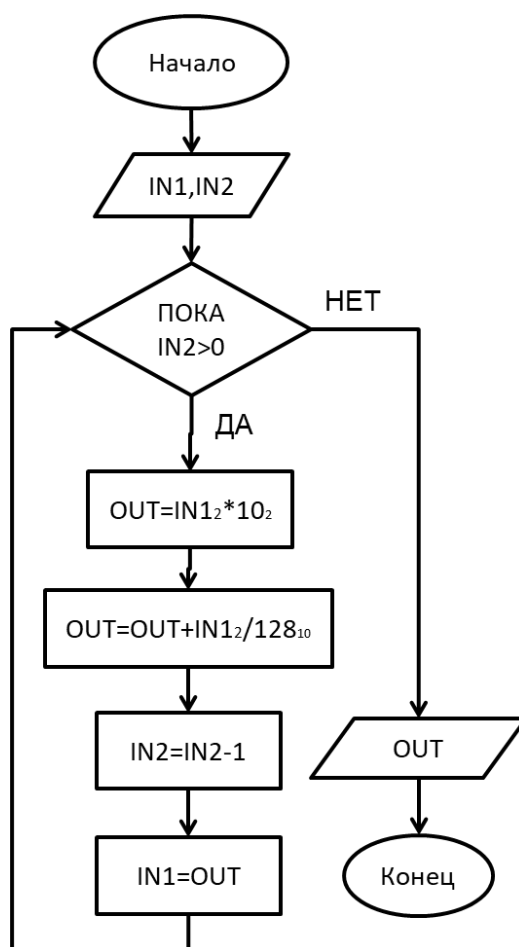 Начало
IN1,IN2
ПОКА
IN2>0
НЕТ
ДА
OUT=IN1₂*10₂
OUT=OUT+IN1₂/128₁₀
IN2=IN2-1
OUT
IN1=OUT
Конец